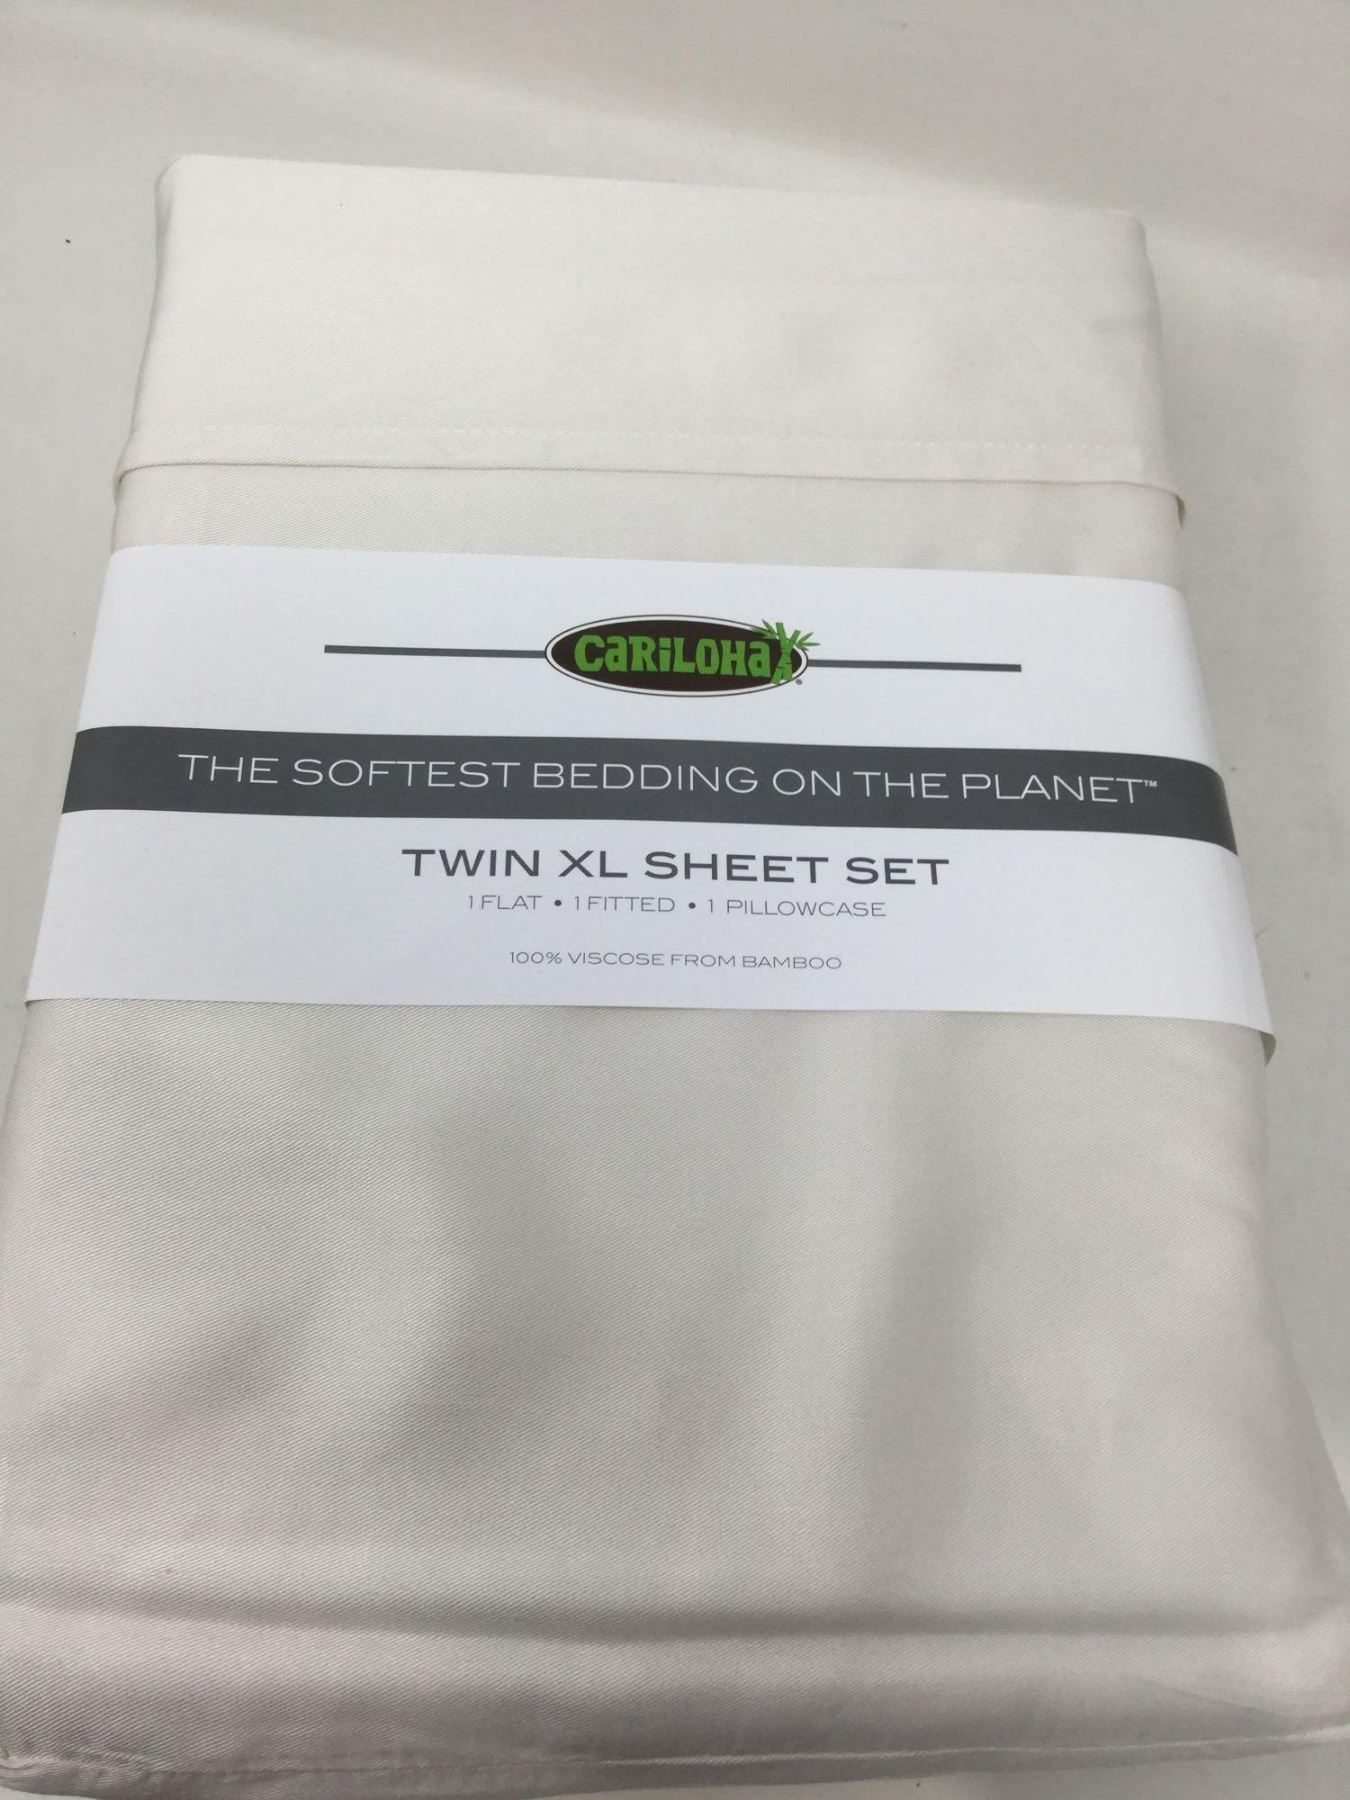 CARILOHA
THE SOFTEST BEDDING ON THE PLANET™
TWIN XL SHEET SET
1 FLAT • 1 FITTED • 1 PILLOWCASE
100% VISCOSE FROM BAMBOO